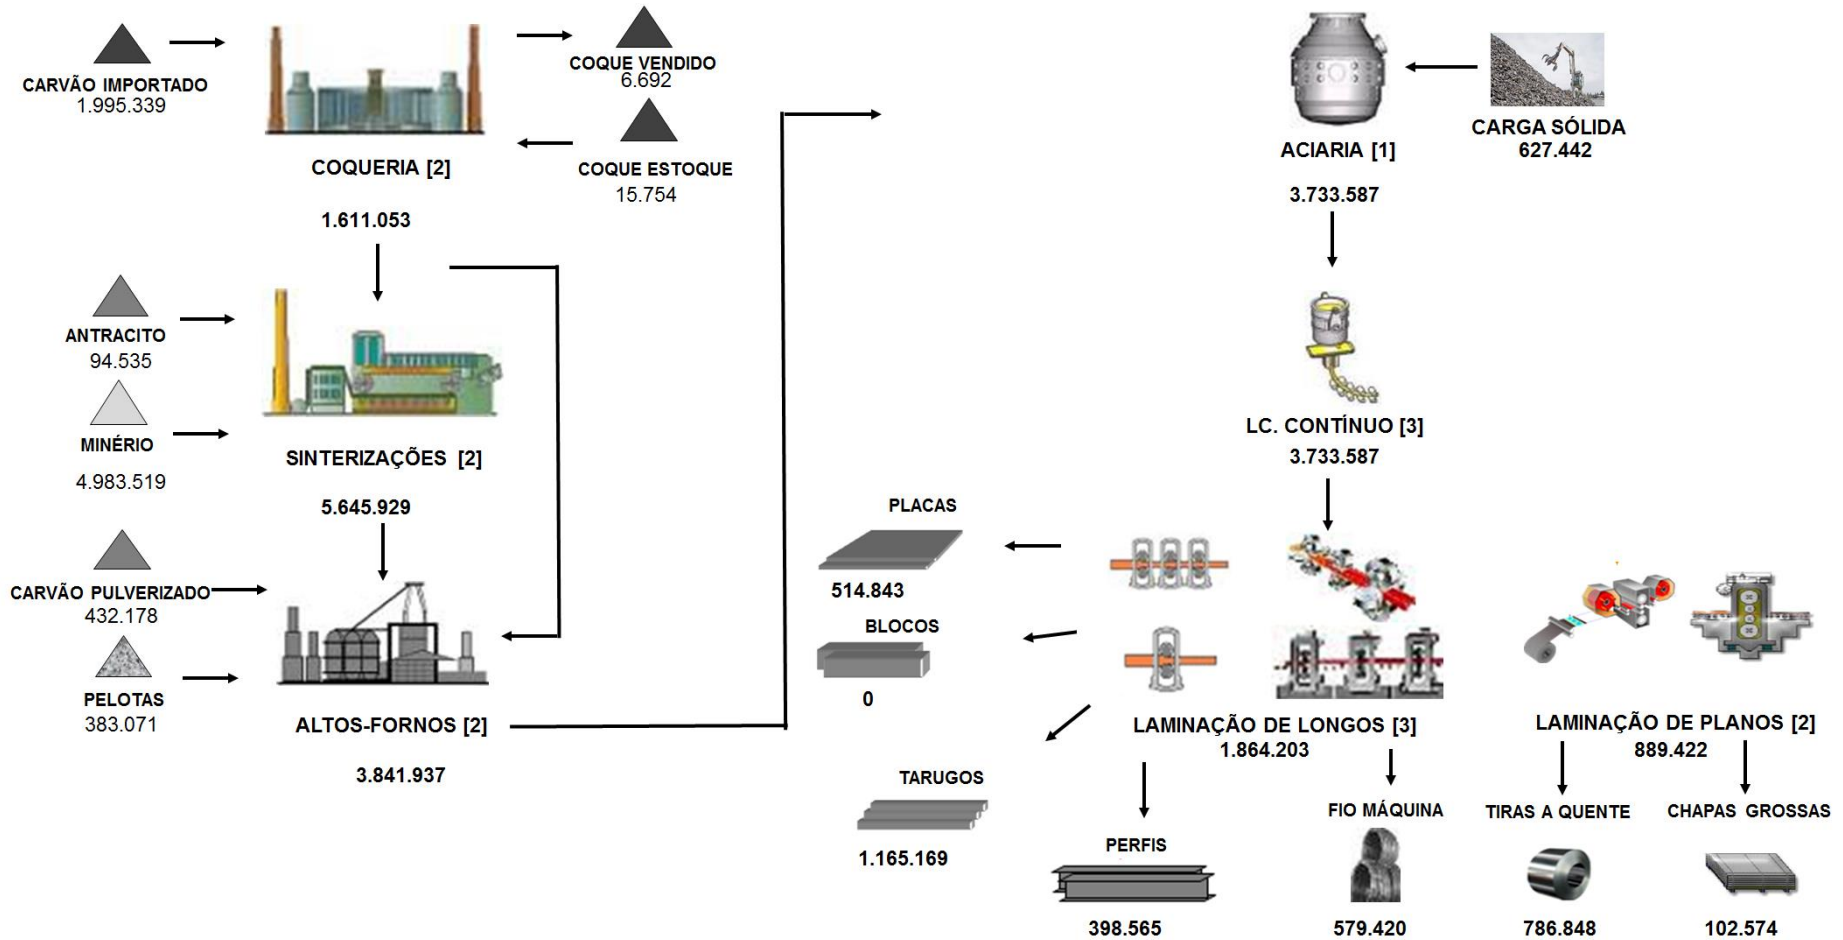 CARVÃO IMPORTADO
1.995.339
COQUERIA [2]
1.611.053
COQUE VENDIDO
6.692
COQUE ESTOQUE
15.754
ANTRACITO
94.535
MINÉRIO
4.983.519
SINTERIZAÇÕES [2]
5.645.929
CARVÃO PULVERIZADO
432.178
PELOTAS
383.071
ALTOS-FORNOS [2]
3.841.937
ACIARIA [1]
3.733.587
CARGA SÓLIDA
627.442
LC. CONTÍNUO [3]
3.733.587
PLACAS
514.843
BLOCOS
0
TARUGOS
1.165.169
LAMINAÇÃO DE LONGOS [3]
1.864.203
PERFIS
398.565
FIO MÁQUINA
579.420
LAMINAÇÃO DE PLANOS [2]
889.422
TIRAS A QUENTE
786.848
CHAPAS GROSSAS
102.574